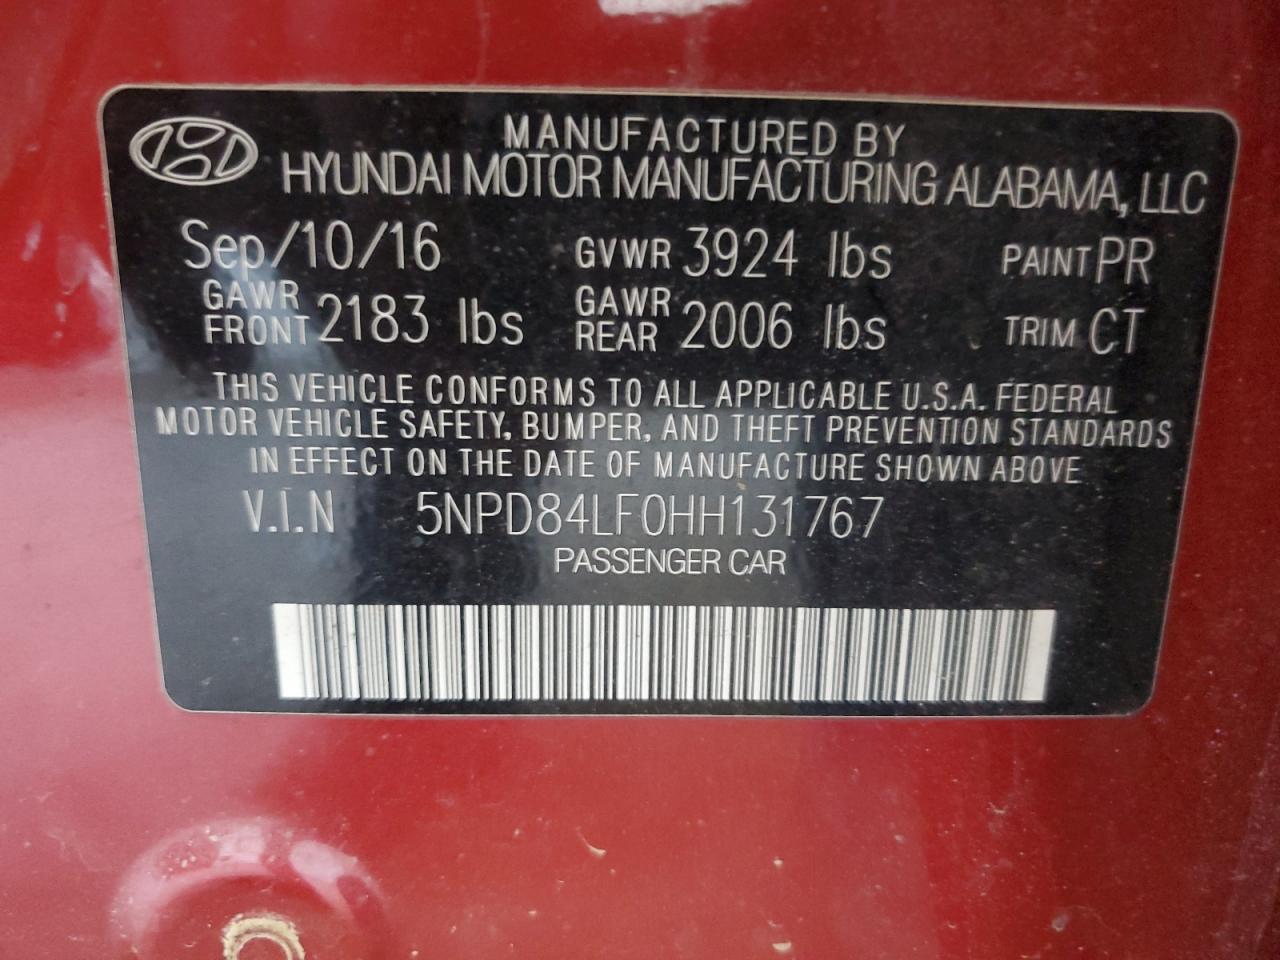 MANUFACTURED BY
HYUNDAI MOTOR MANUFACTURING ALABAMA, LLC
Sep/10/16 GVWR 3924 lbs PAINT PR
GAWR FRONT 2183 lbs GAWR REAR 2006 lbs TRIM CT
THIS VEHICLE CONFORMS TO ALL APPLICABLE U.S.A. FEDERAL
MOTOR VEHICLE SAFETY, BUMPER, AND THEFT PREVENTION STANDARDS
IN EFFECT ON THE DATE OF MANUFACTURE SHOWN ABOVE
V.I.N 5NPD84LF0HH131767
PASSENGER CAR